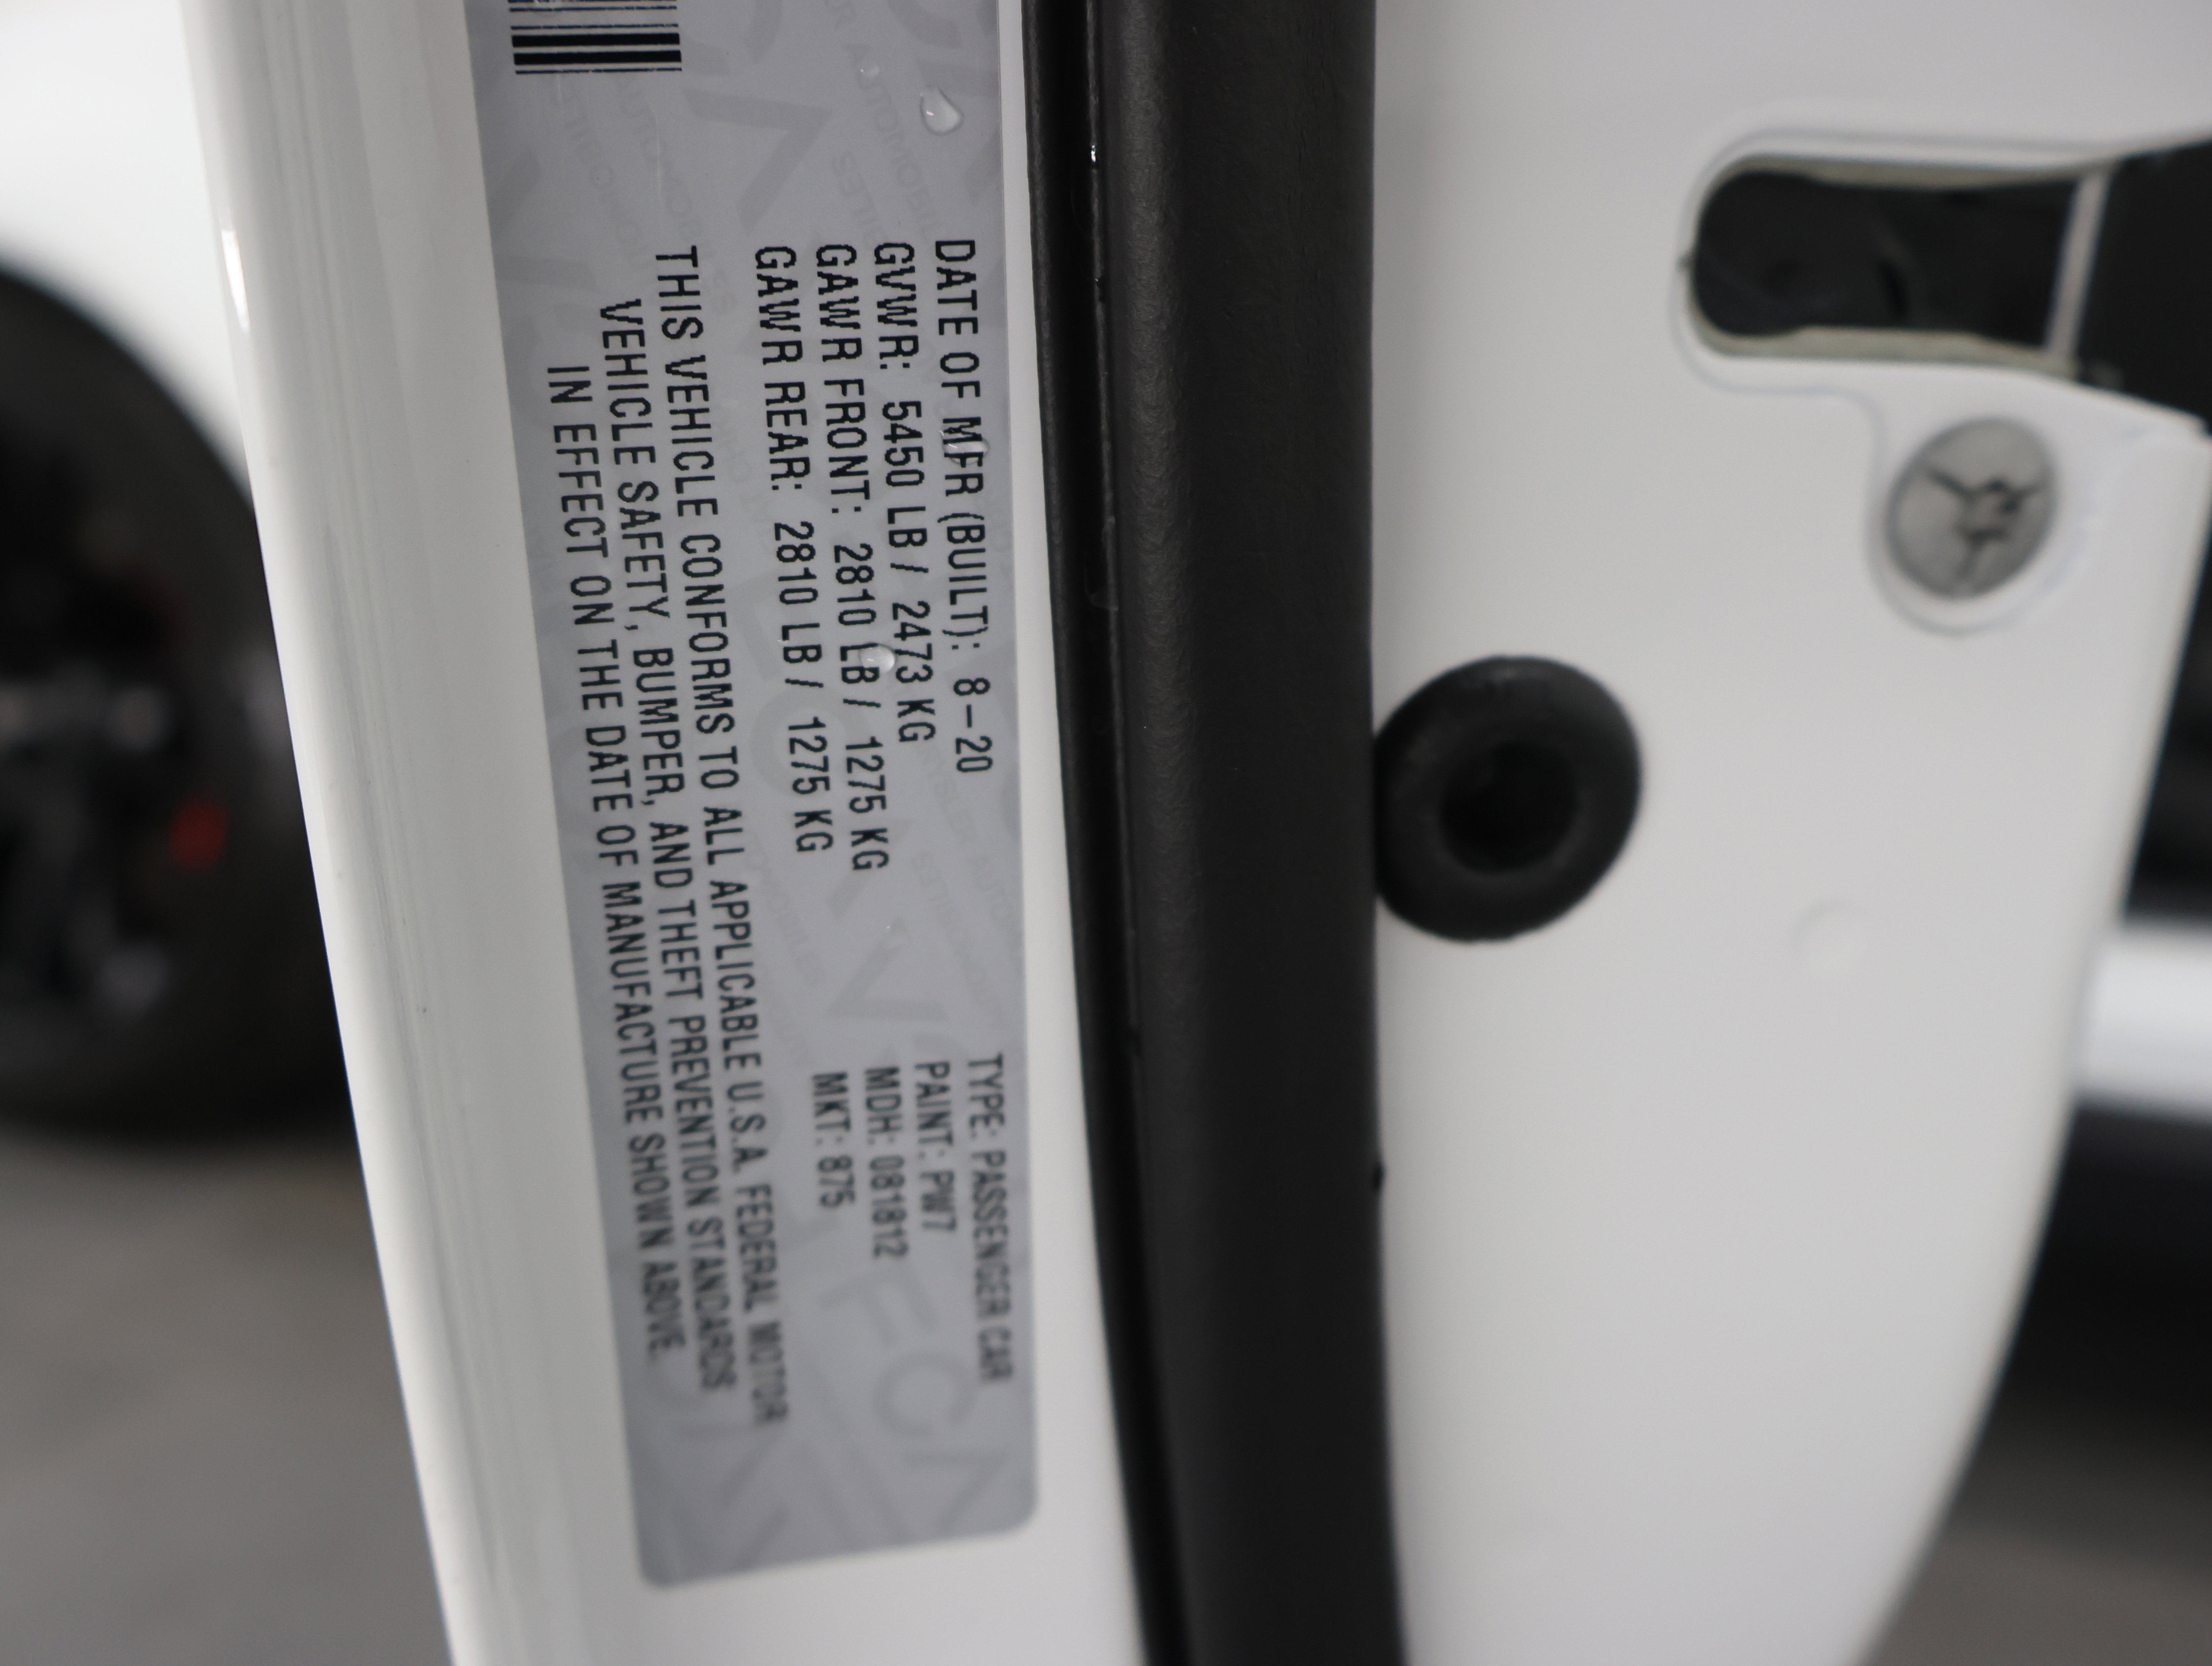 DATE OF MFR (BUILT): 8-20
GVWR: 5450 LB / 2473 KG
GAWR FRONT: 2810 LB / 1275 KG
GAWR REAR: 2810 LB / 1275 KG
TYPE: PASSENGER CAR
PAINT: PW7
MDH: 081812
MKT: 875
THIS VEHICLE CONFORMS TO ALL APPLICABLE U.S.A. FEDERAL MOTOR
VEHICLE SAFETY, BUMPER, AND THEFT PREVENTION STANDARDS
IN EFFECT ON THE DATE OF MANUFACTURE SHOWN ABOVE.